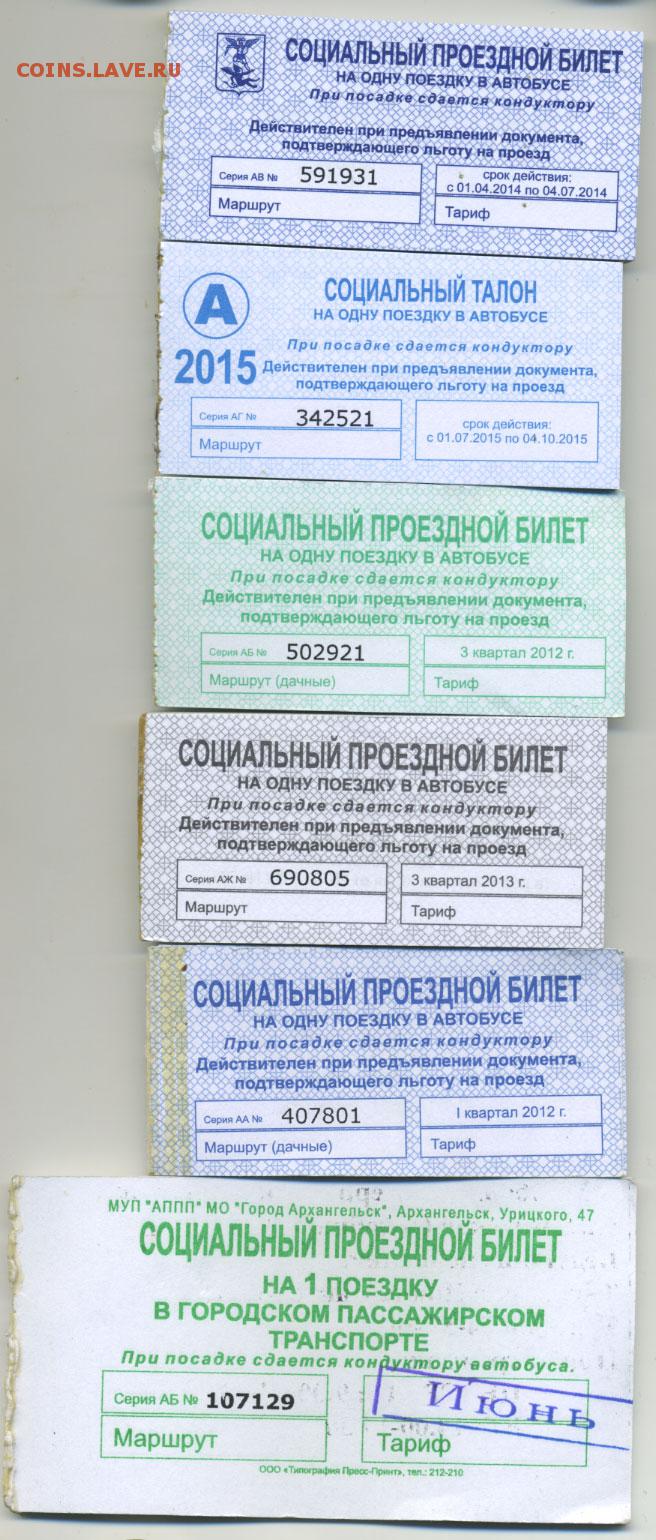 COINS.LAVE.RU
СОЦИАЛЬНЫЙ ПРОЕЗДНОЙ БИЛЕТ
НА ОДНУ ПОЕЗДКУ В АВТОБУСЕ
При посадке сдается кондуктору
Действителен при предъявлении документа,
подтверждающего льготу на проезд
Серия АВ № 591931
срок действия:
с 01.04.2014 по 04.07.2014
Маршрут
Тариф
А
2015
СОЦИАЛЬНЫЙ ТАЛОН
НА ОДНУ ПОЕЗДКУ В АВТОБУСЕ
При посадке сдается кондуктору
Действителен при предъявлении документа,
подтверждающего льготу на проезд
Серия АГ № 342521
Маршрут
срок действия:
с 01.07.2015 по 04.10.2015
СОЦИАЛЬНЫЙ ПРОЕЗДНОЙ БИЛЕТ
НА ОДНУ ПОЕЗДКУ В АВТОБУСЕ
При посадке сдается кондуктору
Действителен при предъявлении документа,
подтверждающего льготу на проезд
Серия АБ № 502921
3 квартал 2012 г.
Маршрут (дачные)
Тариф
СОЦИАЛЬНЫЙ ПРОЕЗДНОЙ БИЛЕТ
НА ОДНУ ПОЕЗДКУ В АВТОБУСЕ
При посадке сдается кондуктору
Действителен при предъявлении документа,
подтверждающего льготу на проезд
Серия АЖ № 690805
3 квартал 2013 г.
Маршрут
Тариф
СОЦИАЛЬНЫЙ ПРОЕЗДНОЙ БИЛЕТ
НА ОДНУ ПОЕЗДКУ В АВТОБУСЕ
При посадке сдается кондуктору
Действителен при предъявлении документа,
подтверждающего льготу на проезд
Серия АА № 407801
I квартал 2012 г.
Маршрут (дачные)
Тариф
МУП "АППП" МО "Город Архангельск", Архангельск, Урицкого, 47
СОЦИАЛЬНЫЙ ПРОЕЗДНОЙ БИЛЕТ
НА 1 ПОЕЗДКУ
В ГОРОДСКОМ ПАССАЖИРСКОМ
ТРАНСПОРТЕ
При посадке сдается кондуктору автобуса.
Серия АБ № 107129
Июнь
Маршрут
Тариф
ООО «Типография Пресс-Принт», тел.: 212-210